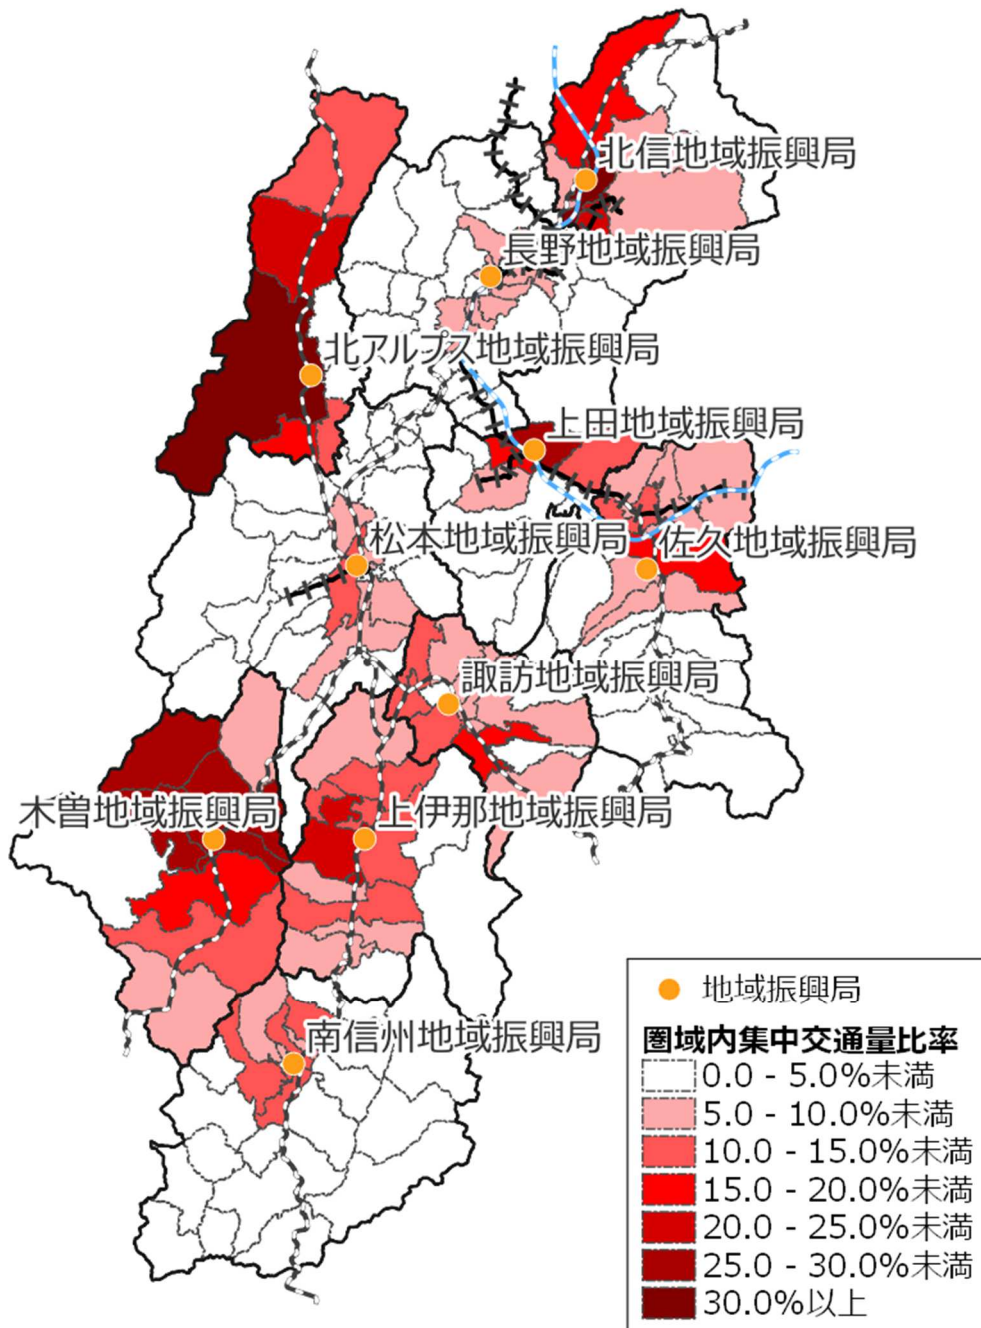 北信地域振興局
長野地域振興局
北アルプス地域振興局
上田地域振興局
松本地域振興局
佐久地域振興局
諏訪地域振興局
木曽地域振興局
上伊那地域振興局
南信州地域振興局
地域振興局
圏域内集中交通量比率
0.0 - 5.0%未満
5.0 - 10.0%未満
10.0 - 15.0%未満
15.0 - 20.0%未満
20.0 - 25.0%未満
25.0 - 30.0%未満
30.0%以上